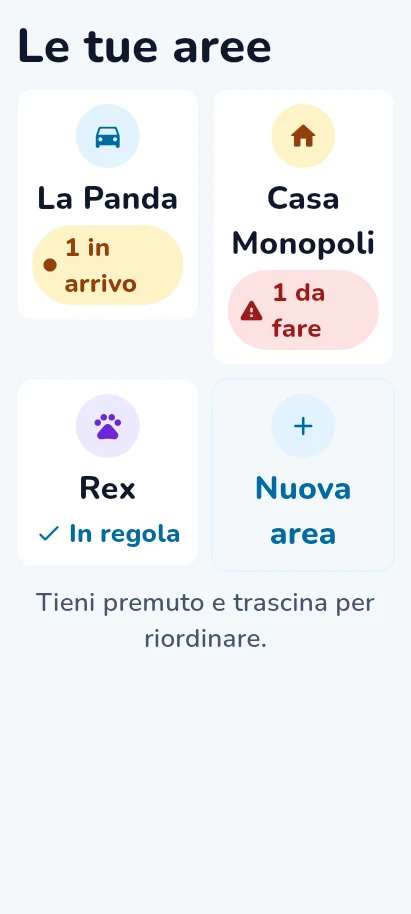 Le tue aree
La Panda
1 in
arrivo
Casa
Monopoli
1 da
fare
Rex
In regola
Nuova
area
Tieni premuto e trascina per
riordinare.